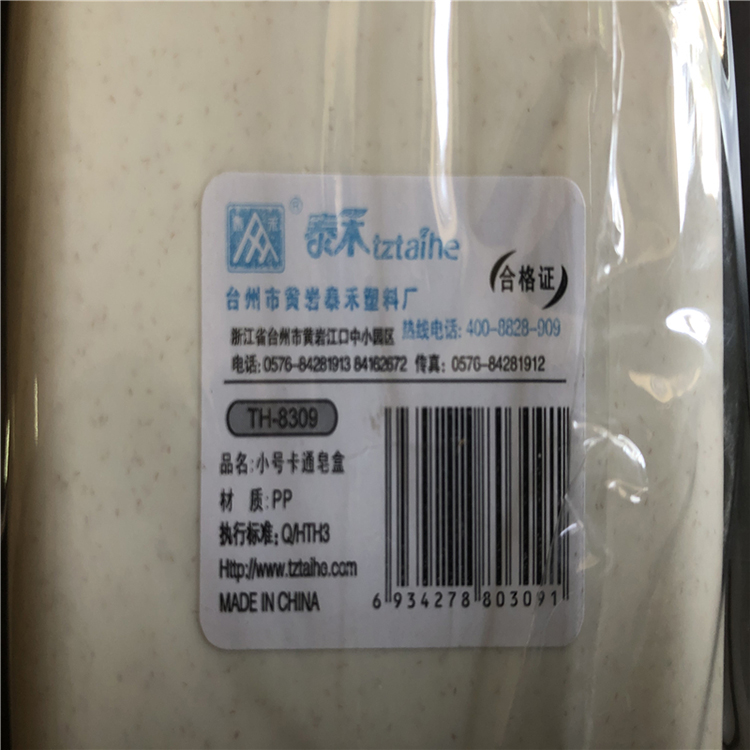 泰禾tztaihe
®
合格证
台州市黄岩泰禾塑料厂
浙江省台州市黄岩江口中小园区 热线电话: 400-8828-909
电话: 0576-84281913 84162672 传真: 0576-84281912
TH-8309
品名: 小号卡通皂盒
材 质: PP
执行标准: Q/HTH3
Http://www.tztaihe.com
MADE IN CHINA
6 934278 803091